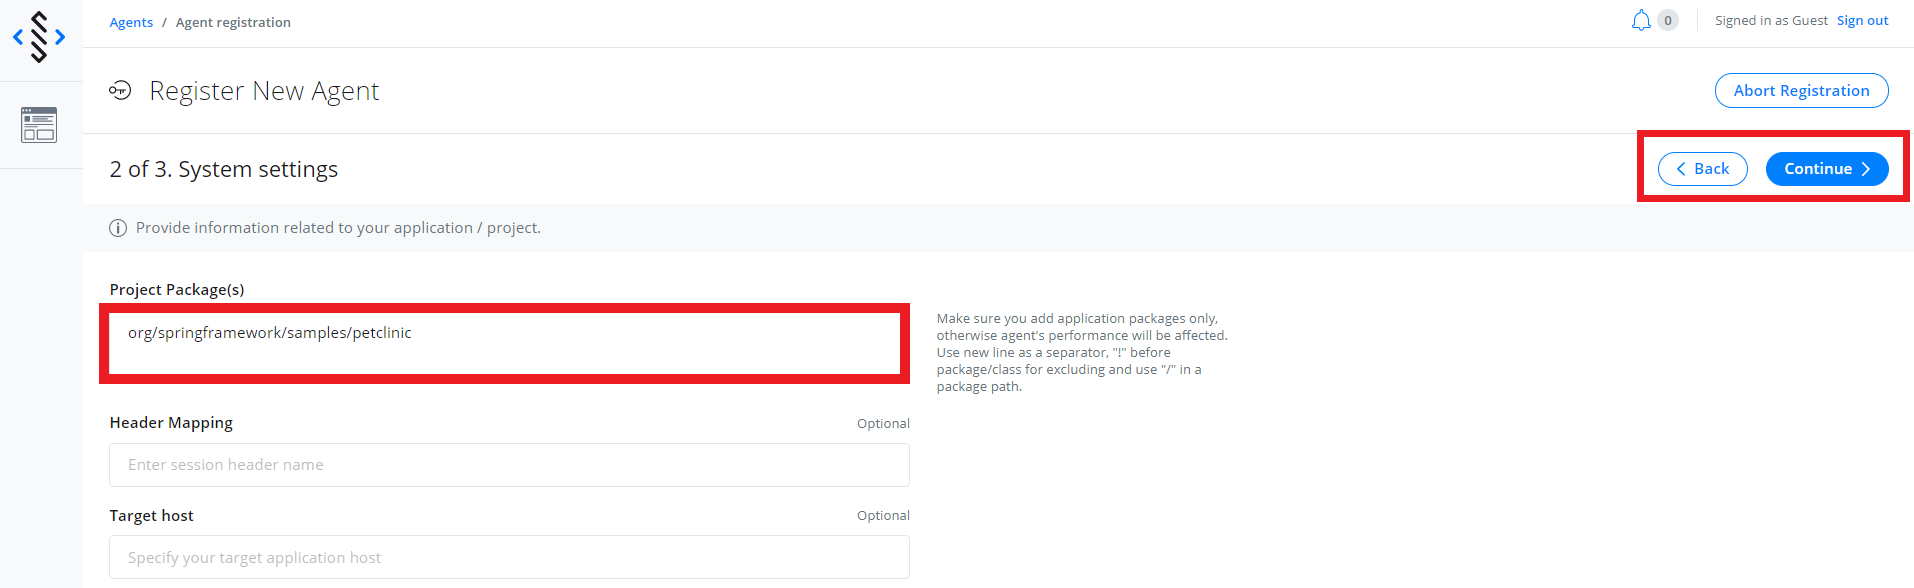 Agents / Agent registration
0
Signed in as Guest Sign out
Register New Agent
Abort Registration
2 of 3. System settings
Back
Continue
Provide information related to your application / project.
Project Package(s)
org/springframework/samples/petclinic
Make sure you add application packages only,
otherwise agent's performance will be affected.
Use new line as a separator, "!" before
package/class for excluding and use "/" in a
package path.
Header Mapping
Optional
Enter session header name
Target host
Optional
Specify your target application host